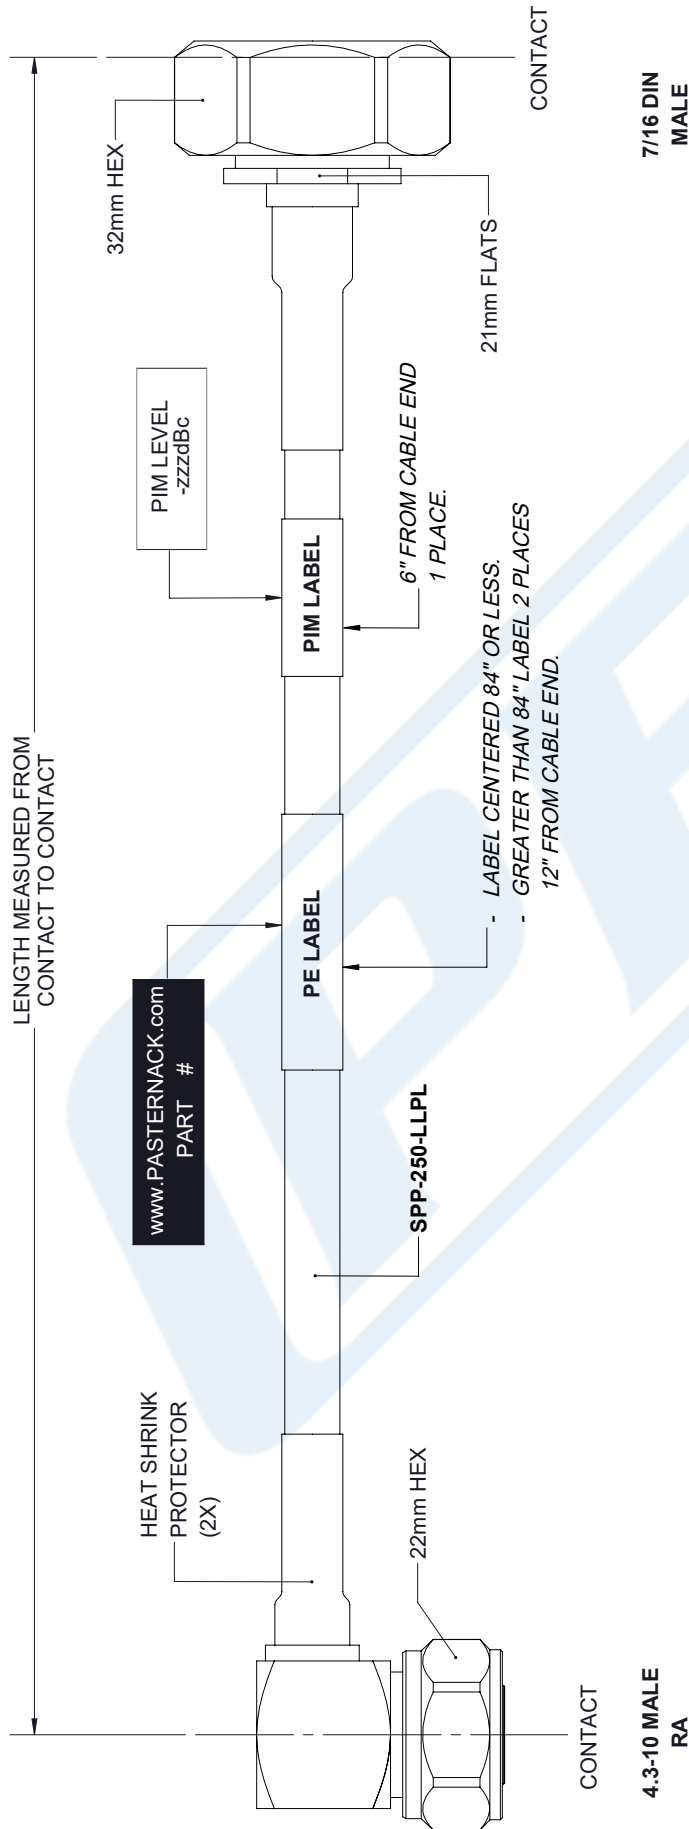 LENGTH MEASURED FROM
CONTACT TO CONTACT
HEAT SHRINK
PROTECTOR
(2X)
www.PASTERNACK.com
PART #
PIM LEVEL
-zzzdBc
32mm HEX
PE LABEL
PIM LABEL
22mm HEX
SPP-250-LLPL
6" FROM CABLE END
1 PLACE.
21mm FLATS
- LABEL CENTERED 84" OR LESS.
- GREATER THAN 84" LABEL 2 PLACES
12" FROM CABLE END.
CONTACT
CONTACT
4.3-10 MALE
RA
7/16 DIN
MALE